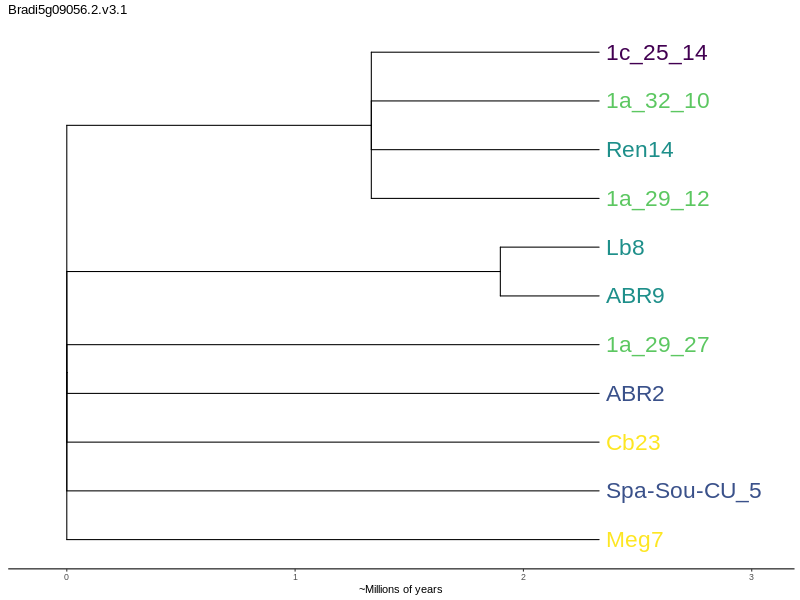 Bradi5g09056.2.v3.1
1c_25_14
1a_32_10
Ren14
1a_29_12
Lb8
ABR9
1a_29_27
ABR2
Cb23
Spa-Sou-CU_5
Meg7
0 1 2 3
~Millions of years